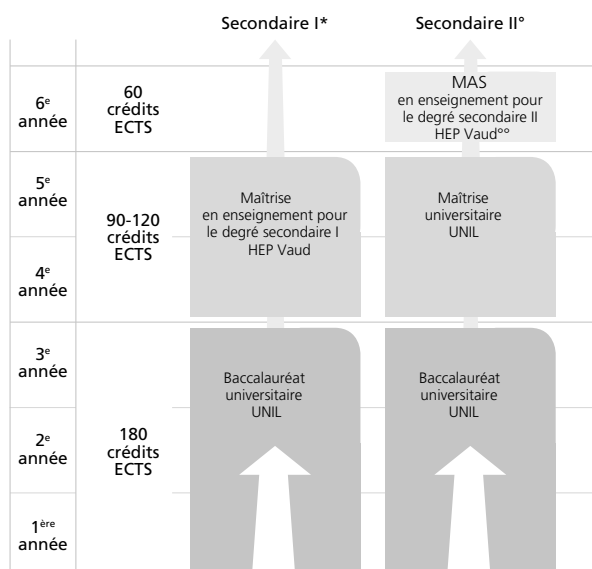 Secondaire I*
Secondaire II°
6e
année
60
crédits
ECTS
MAS
en enseignement pour
le degré secondaire II
HEP Vaud°°
5e
année
90-120
crédits
ECTS
4e
année
Maîtrise
en enseignement pour
le degré secondaire I
HEP Vaud
Maîtrise
universitaire
UNIL
3e
année
180
crédits
ECTS
2e
année
1ère
année
Baccalauréat
universitaire
UNIL
Baccalauréat
universitaire
UNIL